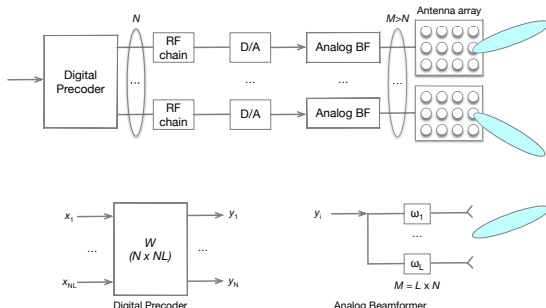 N
M>N
Antenna array
Digital
Precoder
RF
chain
D/A
Analog BF
...
...
...
...
...
RF
chain
D/A
Analog BF
x1
...
xNL
W
(N x NL)
y1
...
yN
Digital Precoder
yi
ω1
...
ωL
M = L x N
Analog Beamformer